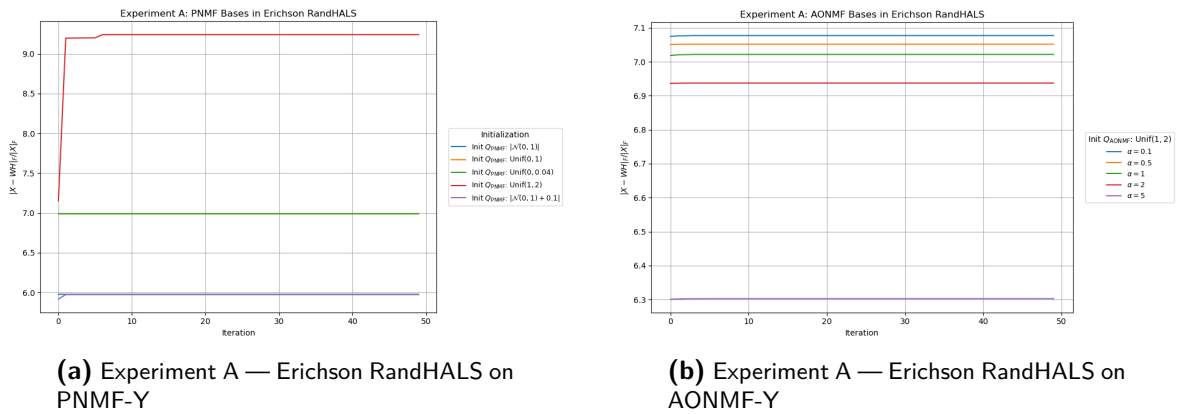 Experiment A: PNMF Bases in Erichson RandHALS
|X − WH|F/|X|F
9.0
8.5
8.0
7.5
7.0
6.5
6.0
0
10
20
30
40
50
Iteration
Initialization
Init QPNMF: |𝒩(0, 1)|
Init QPNMF: Unif(0, 1)
Init QPNMF: Unif(0, 0.04)
Init QPNMF: Unif(1, 2)
Init QPNMF: |𝒩(0, 1) + 0.1|
(a) Experiment A — Erichson RandHALS on
PNMF-Y
Experiment A: AONMF Bases in Erichson RandHALS
|X − WH|F/|X|F
7.1
7.0
6.9
6.8
6.7
6.6
6.5
6.4
6.3
0
10
20
30
40
50
Iteration
Init QAONMF: Unif(1, 2)
α = 0.1
α = 0.5
α = 1
α = 2
α = 5
(b) Experiment A — Erichson RandHALS on
AONMF-Y